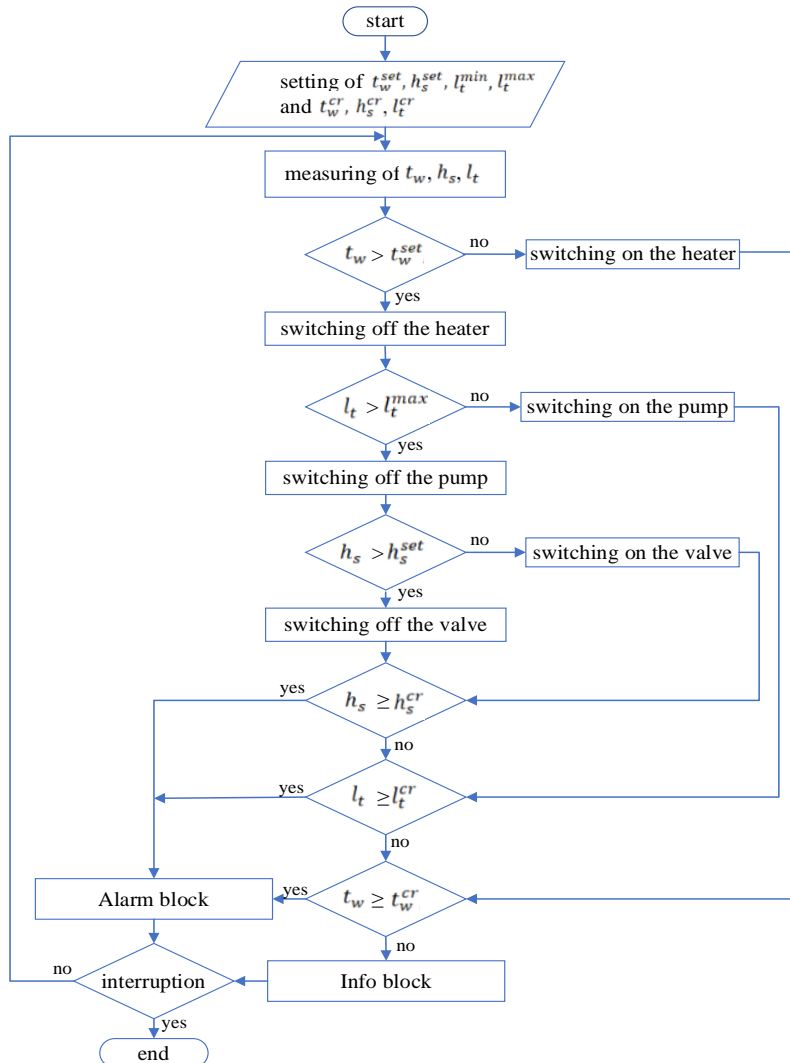 start
setting of $t_w^{set}, h_s^{set}, l_t^{min}, l_t^{max}$
and $t_w^{cr}, h_s^{cr}, l_t^{cr}$
measuring of $t_w, h_s, l_t$
$t_w > t_w^{set}$
no
switching on the heater
yes
switching off the heater
$l_t > l_t^{max}$
no
switching on the pump
yes
switching off the pump
$h_s > h_s^{set}$
no
switching on the valve
yes
switching off the valve
yes
$h_s \geq h_s^{cr}$
no
yes
$l_t \geq l_t^{cr}$
no
Alarm block
yes
$t_w \geq t_w^{cr}$
no
no
interruption
Info block
yes
end